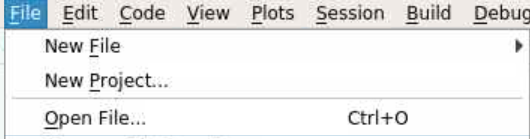 File Edit Code View Plots Session Build Debug
New File
New Project...
Open File... Ctrl+O